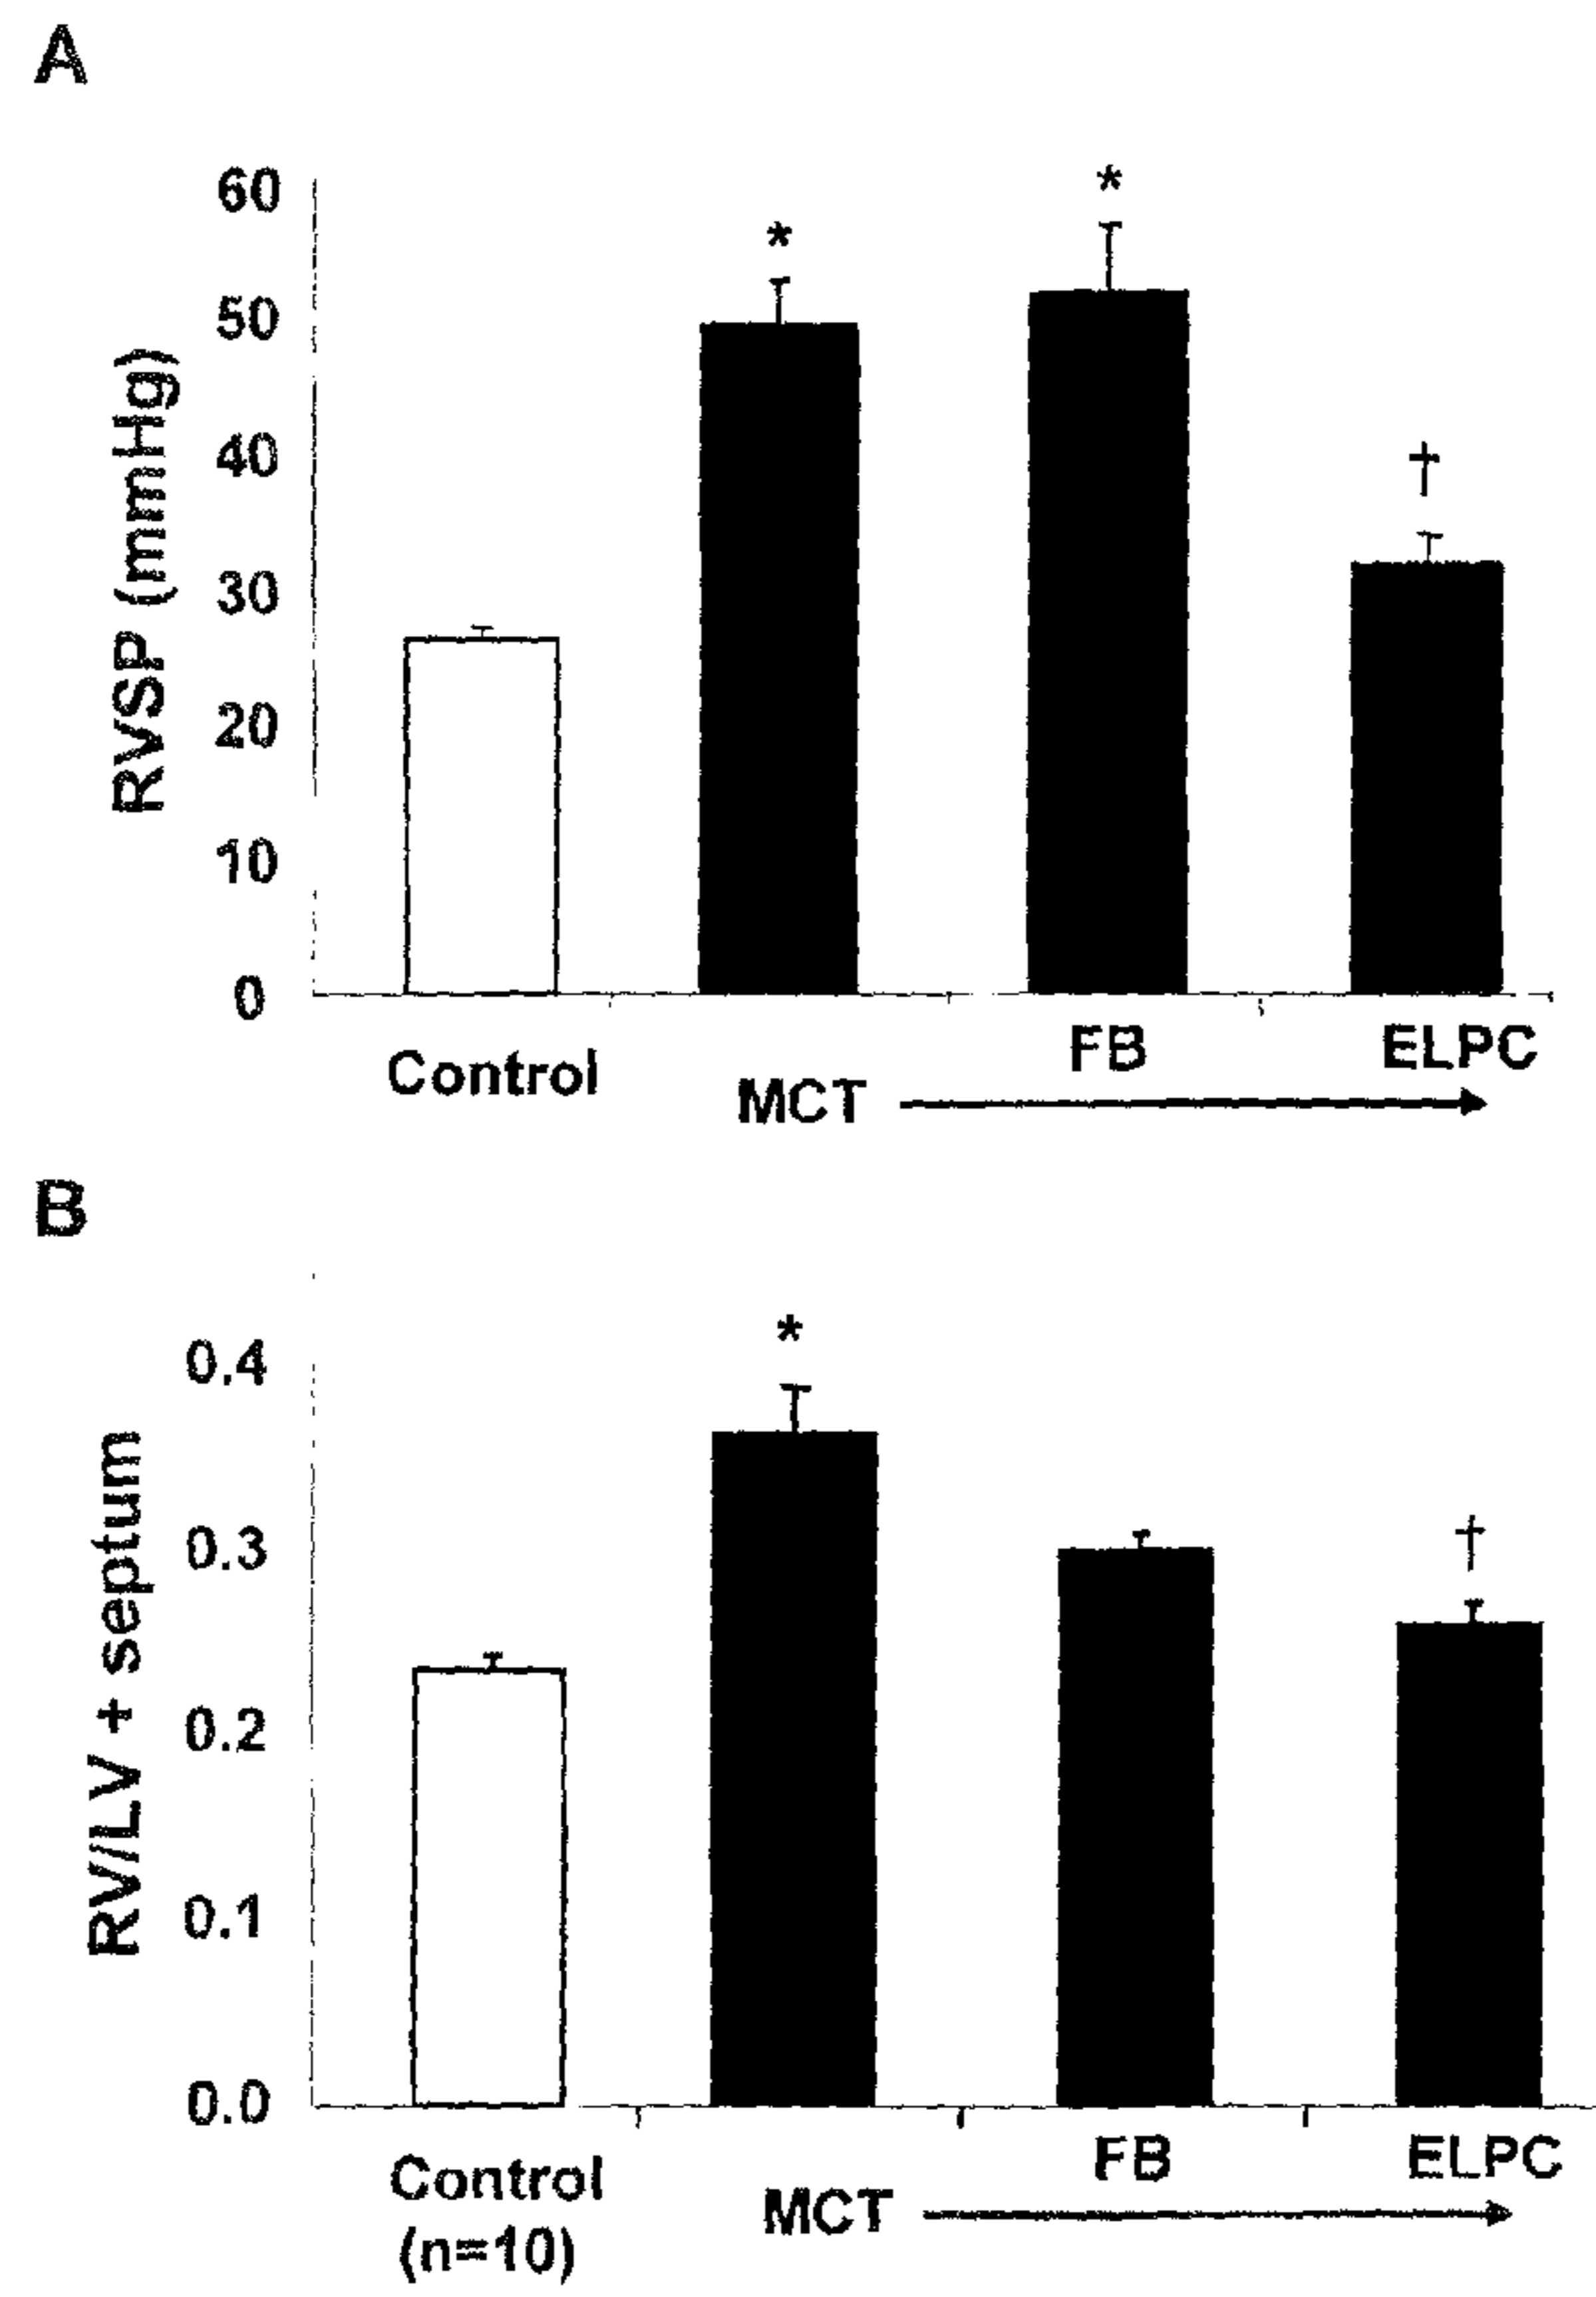 A
60
50
40
30
20
10
0
RVSP (mmHg)
*
*
†
Control
MCT
FB
ELPC
B
0.4
0.3
0.2
0.1
0.0
RV/LV + septum
*
†
Control
(n=10)
MCT
FB
ELPC